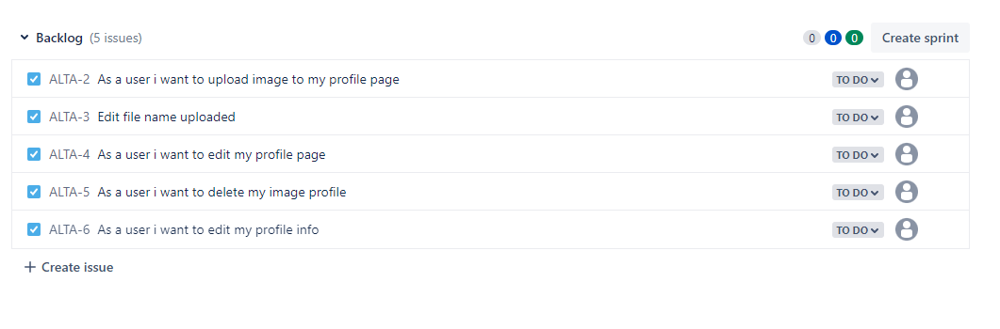 Backlog (5 issues) 0 0 0 Create sprint
ALTA-2 As a user i want to upload image to my profile page TO DO
ALTA-3 Edit file name uploaded TO DO
ALTA-4 As a user i want to edit my profile page TO DO
ALTA-5 As a user i want to delete my image profile TO DO
ALTA-6 As a user i want to edit my profile info TO DO
+ Create issue